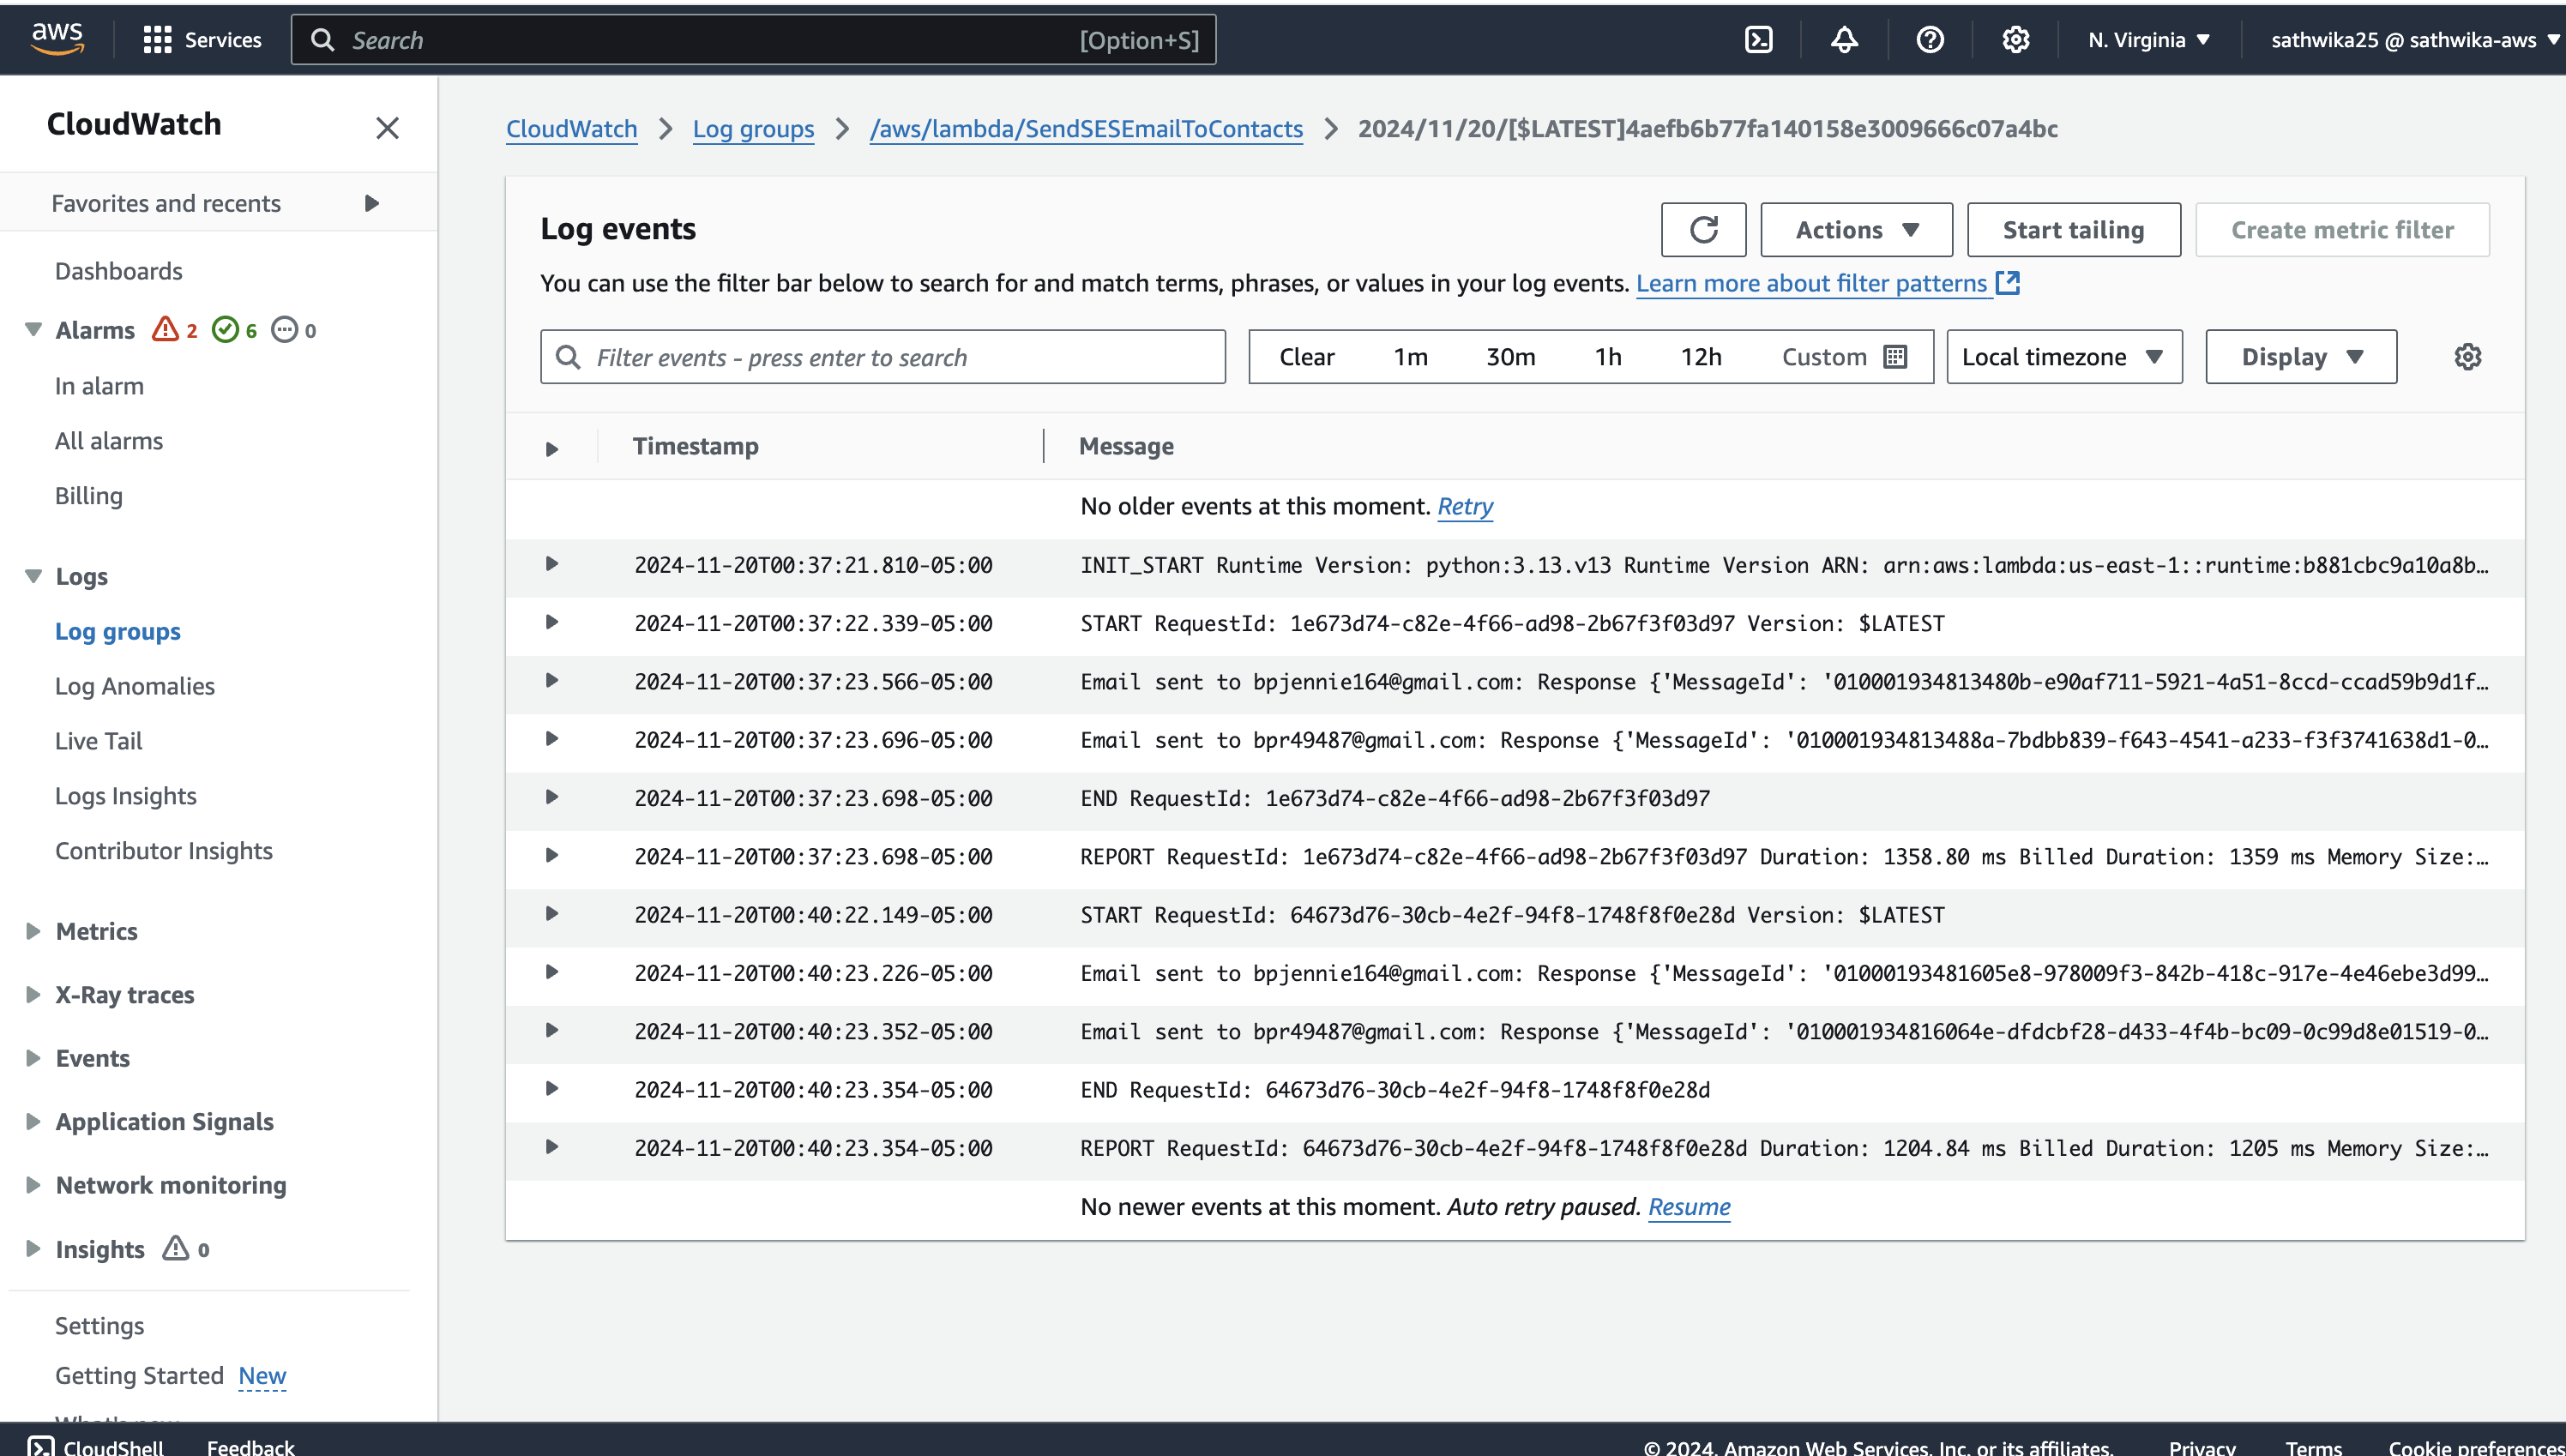 aws Services Search [Option+S] N. Virginia sathwika25 @ sathwika-aws
CloudWatch
Favorites and recents
Dashboards
Alarms 2 6 0
In alarm
All alarms
Billing
Logs
Log groups
Log Anomalies
Live Tail
Logs Insights
Contributor Insights
Metrics
X-Ray traces
Events
Application Signals
Network monitoring
Insights 0
Settings
Getting Started New
What's new
CloudWatch > Log groups > /aws/lambda/SendSESEmailToContacts > 2024/11/20/[$LATEST]4aefb6b77fa140158e3009666c07a4bc
Log events
Actions Start tailing Create metric filter
You can use the filter bar below to search for and match terms, phrases, or values in your log events. Learn more about filter patterns
Filter events - press enter to search Clear 1m 30m 1h 12h Custom Local timezone Display
Timestamp Message
No older events at this moment. Retry
2024-11-20T00:37:21.810-05:00 INIT_START Runtime Version: python:3.13.v13 Runtime Version ARN: arn:aws:lambda:us-east-1::runtime:b881cbc9a10a8b…
2024-11-20T00:37:22.339-05:00 START RequestId: 1e673d74-c82e-4f66-ad98-2b67f3f03d97 Version: $LATEST
2024-11-20T00:37:23.566-05:00 Email sent to bpjennie164@gmail.com: Response {'MessageId': '010001934813480b-e90af711-5921-4a51-8ccd-ccad59b9d1f…
2024-11-20T00:37:23.696-05:00 Email sent to bpr49487@gmail.com: Response {'MessageId': '010001934813488a-7bdbb839-f643-4541-a233-f3f3741638d1-0…
2024-11-20T00:37:23.698-05:00 END RequestId: 1e673d74-c82e-4f66-ad98-2b67f3f03d97
2024-11-20T00:37:23.698-05:00 REPORT RequestId: 1e673d74-c82e-4f66-ad98-2b67f3f03d97 Duration: 1358.80 ms Billed Duration: 1359 ms Memory Size:…
2024-11-20T00:40:22.149-05:00 START RequestId: 64673d76-30cb-4e2f-94f8-1748f8f0e28d Version: $LATEST
2024-11-20T00:40:23.226-05:00 Email sent to bpjennie164@gmail.com: Response {'MessageId': '01000193481605e8-978009f3-842b-418c-917e-4e46ebe3d99…
2024-11-20T00:40:23.352-05:00 Email sent to bpr49487@gmail.com: Response {'MessageId': '010001934816064e-dfdcbf28-d433-4f4b-bc09-0c99d8e01519-0…
2024-11-20T00:40:23.354-05:00 END RequestId: 64673d76-30cb-4e2f-94f8-1748f8f0e28d
2024-11-20T00:40:23.354-05:00 REPORT RequestId: 64673d76-30cb-4e2f-94f8-1748f8f0e28d Duration: 1204.84 ms Billed Duration: 1205 ms Memory Size:…
No newer events at this moment. Auto retry paused. Resume
CloudShell Feedback © 2024, Amazon Web Services, Inc. or its affiliates. Privacy Terms Cookie preferences